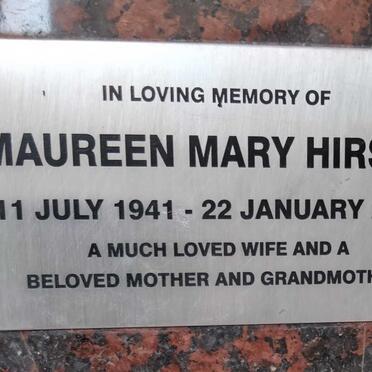 IN LOVING MEMORY OF
MAUREEN MARY
11 JULY 1941 - 22 JANUARY
A MUCH LOVED WIFE AND A
BELOVED MOTHER AND